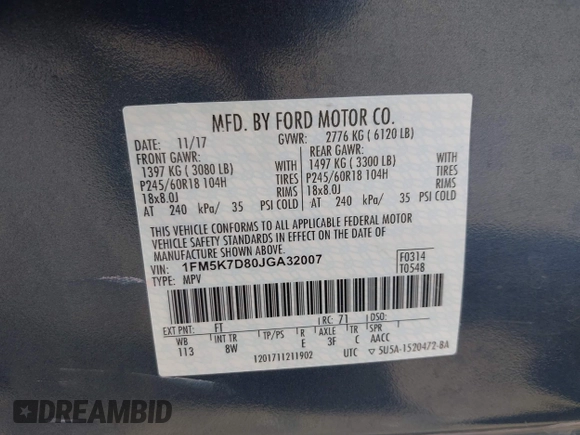 MFD. BY FORD MOTOR CO.
DATE: 11/17 GVWR: 2776 KG ( 6120 LB)
FRONT GAWR: REAR GAWR:
1397 KG ( 3080 LB) WITH 1497 KG ( 3300 LB) WITH
P245/60R18 104H TIRES P245/60R18 104H TIRES
18x8.0J RIMS 18x8.0J RIMS
AT 240 kPa/ 35 PSI COLD AT 240 kPa/ 35 PSI COLD
THIS VEHICLE CONFORMS TO ALL APPLICABLE FEDERAL MOTOR
VEHICLE SAFETY STANDARDS IN EFFECT ON THE DATE OF
MANUFACTURE SHOWN ABOVE.
VIN: 1FM5K7D80JGA32007 F0314
TYPE: MPV T0548
EXT PNT: FT RC: 71 DSO:
WB INT TR TP/PS R AXLE TR SPR
113 8W 3F C AACC
1201711211902 UTC ▽ 5U5A-1520472-BA
DREAMBID